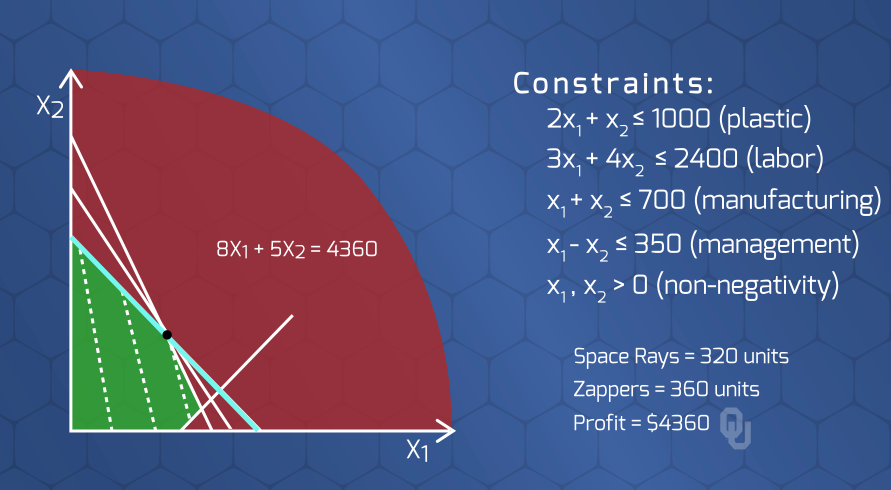 Constraints:
2x₁ + x₂ ≤ 1000 (plastic)
3x₁ + 4x₂ ≤ 2400 (labor)
x₁ + x₂ ≤ 700 (manufacturing)
x₁ - x₂ ≤ 350 (management)
x₁ , x₂ > 0 (non-negativity)
X2
8X1 + 5X2 = 4360
X1
Space Rays = 320 units
Zappers = 360 units
Profit = $4360
OU